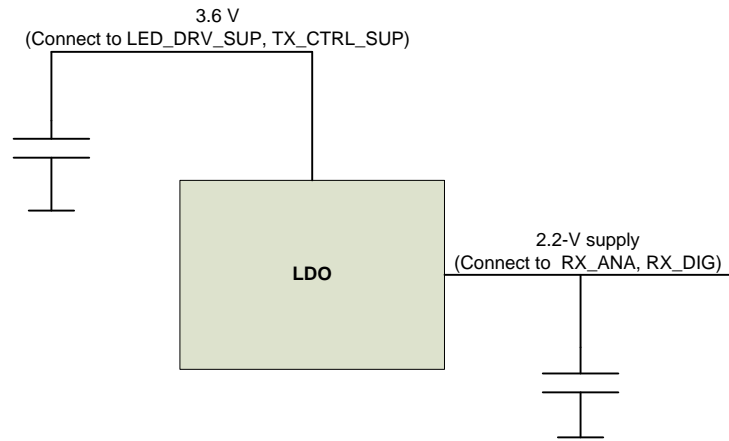 3.6 V
(Connect to LED_DRV_SUP, TX_CTRL_SUP)
LDO
2.2-V supply
(Connect to RX_ANA, RX_DIG)